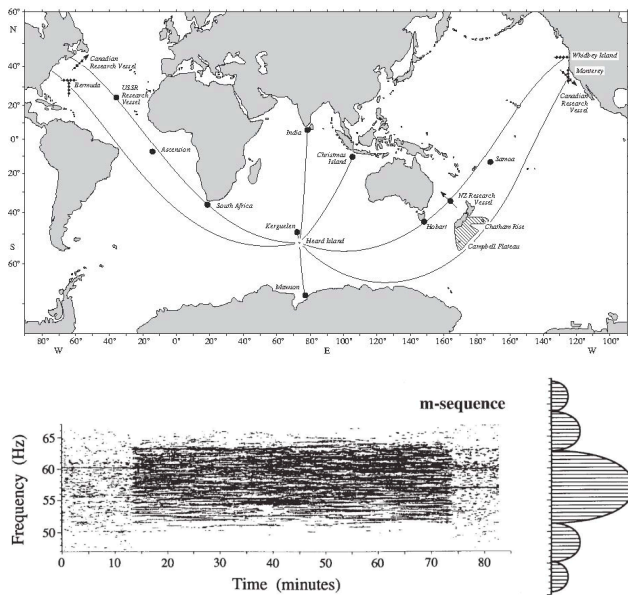 60°
N
40°
20°
0°
20°
40°
S
60°
Canadian
Research Vessel
Bermuda
USSR
Research
Vessel
Ascension
South Africa
India
Christmas
Island
Kerguelen
Heard Island
Mawson
Hobart
NZ Research
Vessel
Samoa
Chatham Rise
Campbell Plateau
Whidbey Island
Monterey
Canadian
Research
Vessel
80° 60° 40° 20° 0° 20° 40° 60° 80° 100° 120° 140° 160° 180° 160° 140° 120° 90°
W E W
m-sequence
Frequency (Hz)
65
60
55
50
0 10 20 30 40 50 60 70 80
Time (minutes)